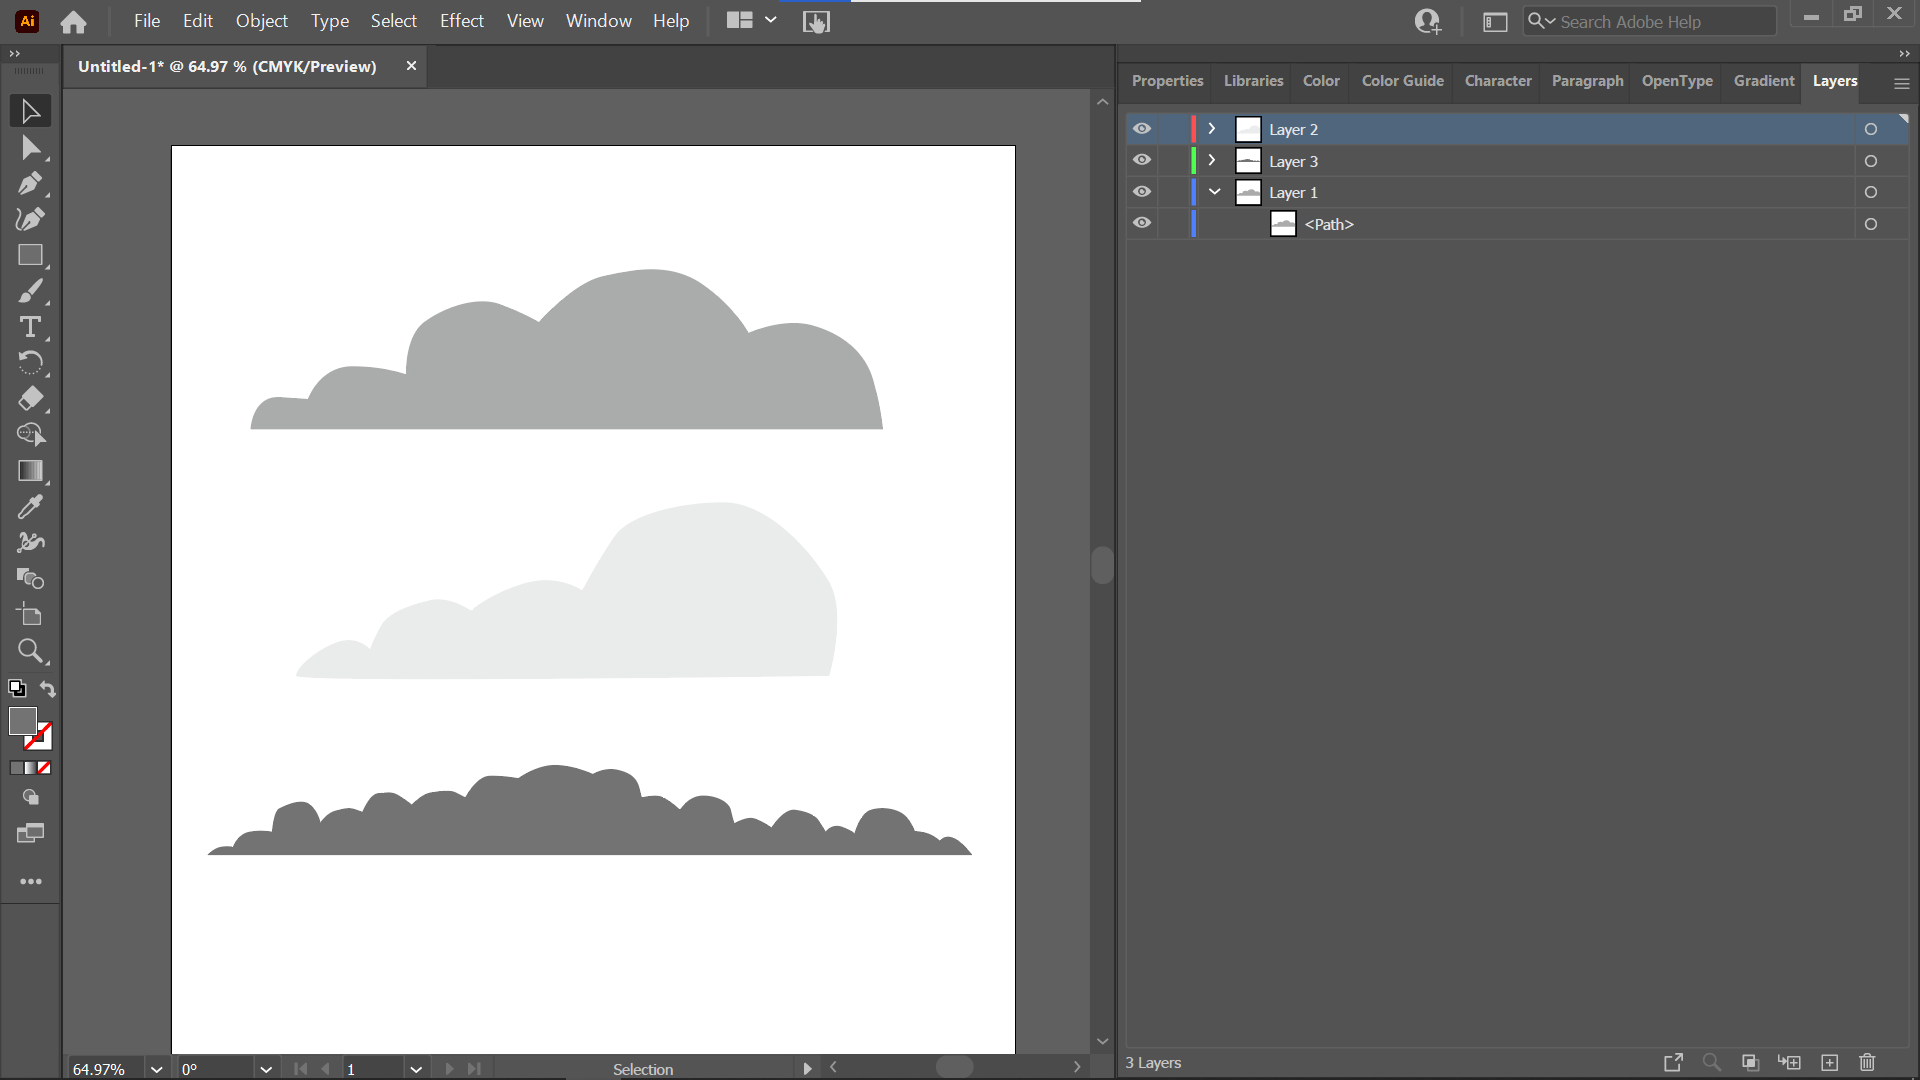 Ai File Edit Object Type Select Effect View Window Help Search Adobe Help
Untitled-1* @ 64.97 % (CMYK/Preview)
Properties Libraries Color Color Guide Character Paragraph OpenType Gradient Layers
Layer 2
Layer 3
Layer 1
<Path>
T
3 Layers
64.97% 0° 1 Selection